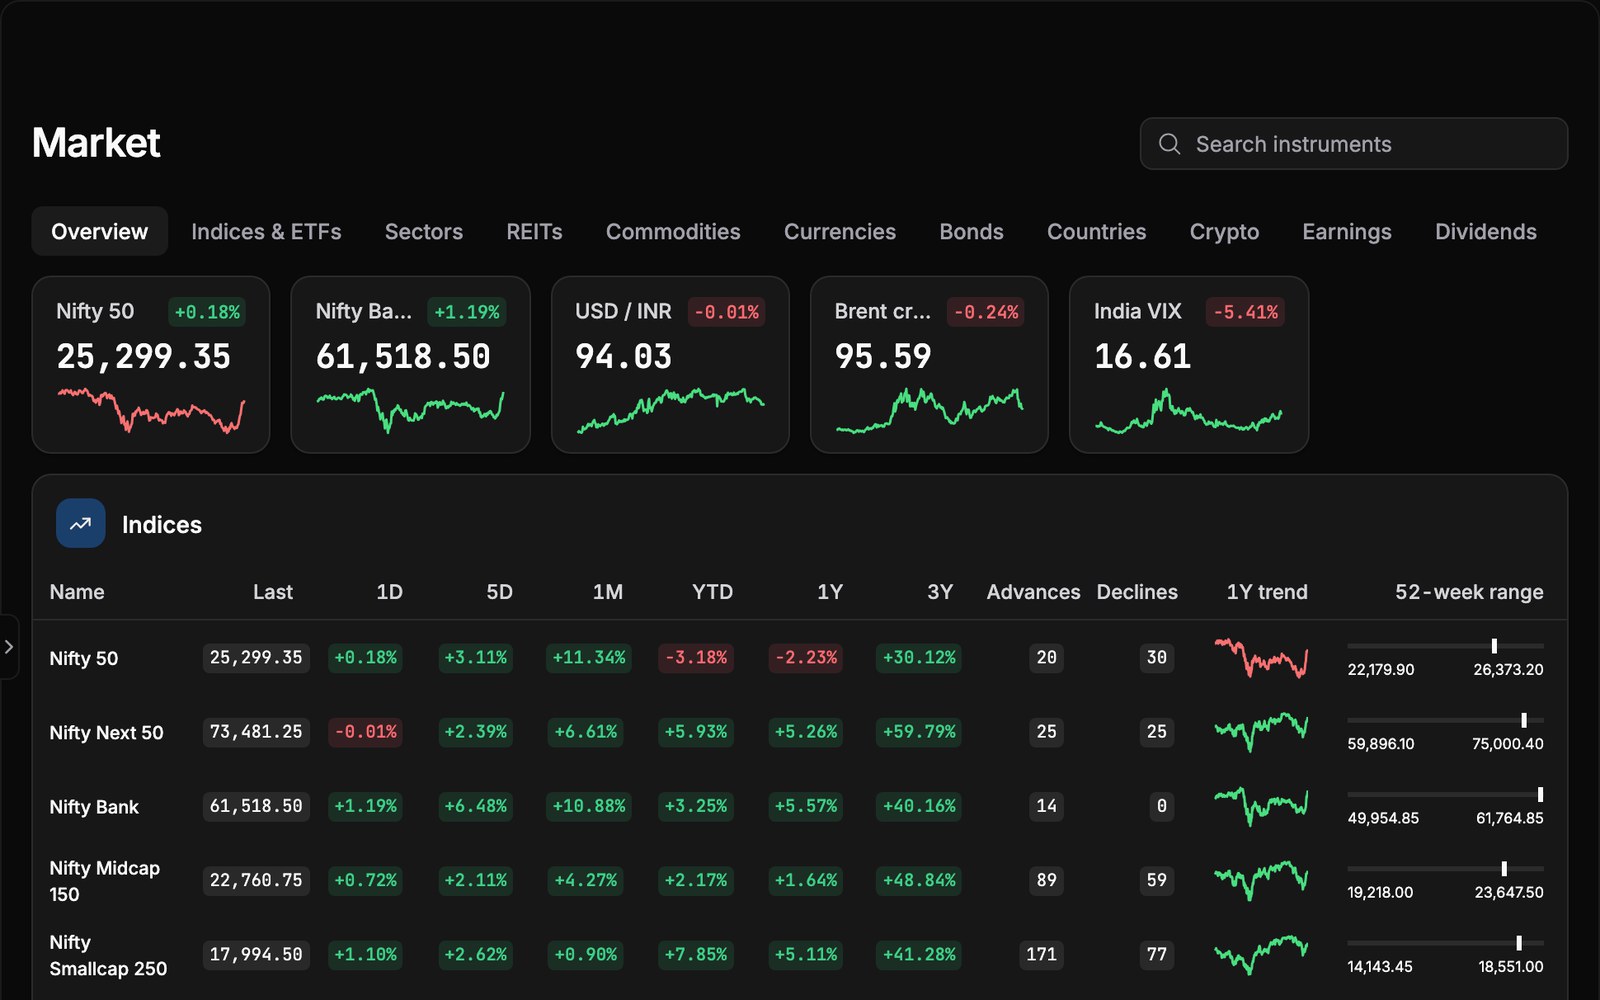 Market
Search instruments
Overview Indices & ETFs Sectors REITs Commodities Currencies Bonds Countries Crypto Earnings Dividends
Nifty 50 +0.18%
25,299.35
Nifty Ba... +1.19%
61,518.50
USD / INR -0.01%
94.03
Brent cr... -0.24%
95.59
India VIX -5.41%
16.61
Indices
Name Last 1D 5D 1M YTD 1Y 3Y Advances Declines 1Y trend 52-week range
Nifty 50 25,299.35 +0.18% +3.11% +11.34% -3.18% -2.23% +30.12% 20 30
22,179.90 26,373.20
Nifty Next 50 73,481.25 -0.01% +2.39% +6.61% +5.93% +5.26% +59.79% 25 25
59,896.10 75,000.40
Nifty Bank 61,518.50 +1.19% +6.48% +10.88% +3.25% +5.57% +40.16% 14 0
49,954.85 61,764.85
Nifty Midcap
150 22,760.75 +0.72% +2.11% +4.27% +2.17% +1.64% +48.84% 89 59
19,218.00 23,647.50
Nifty
Smallcap 250 17,994.50 +1.10% +2.62% +0.90% +7.85% +5.11% +41.28% 171 77
14,143.45 18,551.00